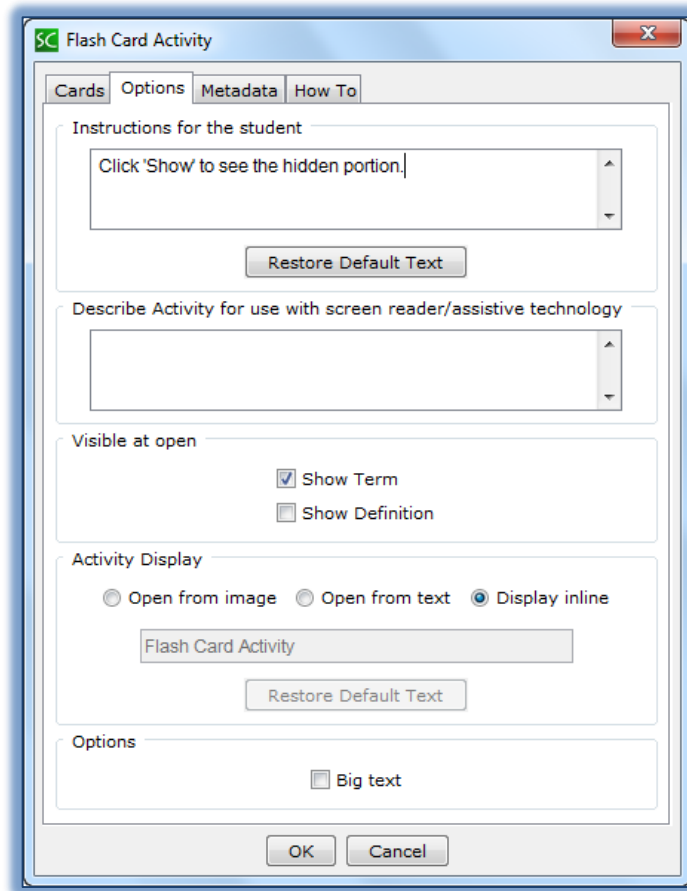 SC Flash Card Activity
Cards Options Metadata How To
Instructions for the student
Click 'Show' to see the hidden portion.
Restore Default Text
Describe Activity for use with screen reader/assistive technology
Visible at open
Show Term
Show Definition
Activity Display
Open from image Open from text Display inline
Flash Card Activity
Restore Default Text
Options
Big text
OK Cancel